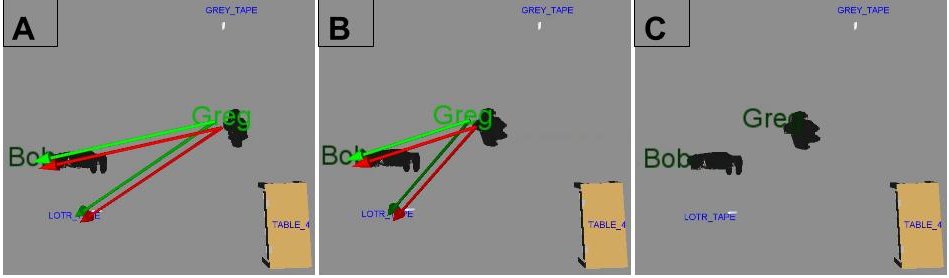 A
GREY_TAPE
Greg
Bob
LOTR_TAPE
TABLE_4
B
GREY_TAPE
Greg
Bob
LOTR_TAPE
TABLE_4
C
GREY_TAPE
Greg
Bob
LOTR_TAPE
TABLE_4